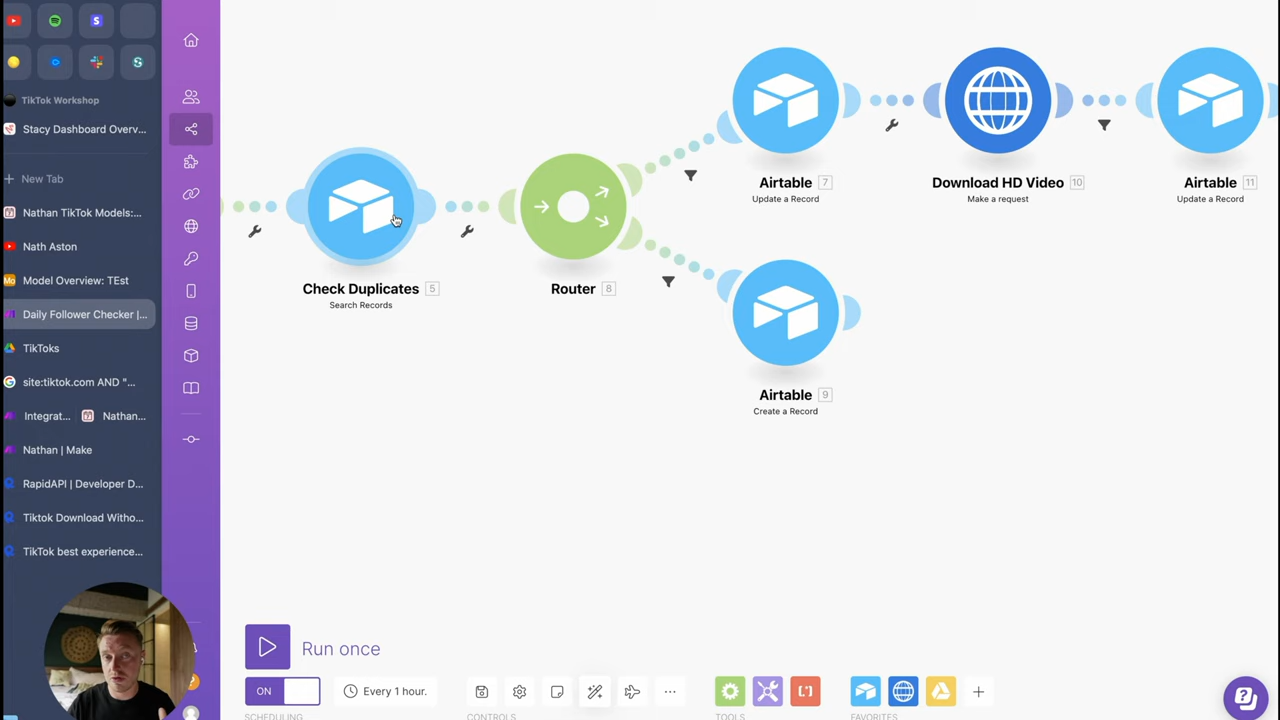 TikTok Workshop
Stacy Dashboard Overv...
New Tab
Nathan TikTok Models:...
Nath Aston
Model Overview: TEst
Daily Follower Checker |...
TikToks
site:tiktok.com AND "...
Integrat...
Nathan...
Nathan | Make
RapidAPI | Developer D...
Tiktok Download Witho...
TikTok best experience...
Check Duplicates 5
Search Records
Router 8
Airtable 7
Update a Record
Download HD Video 10
Make a request
Airtable 11
Update a Record
Airtable 9
Create a Record
Run once
ON
Every 1 hour.
SCHEDULING
CONTROLS
TOOLS
FAVORITES